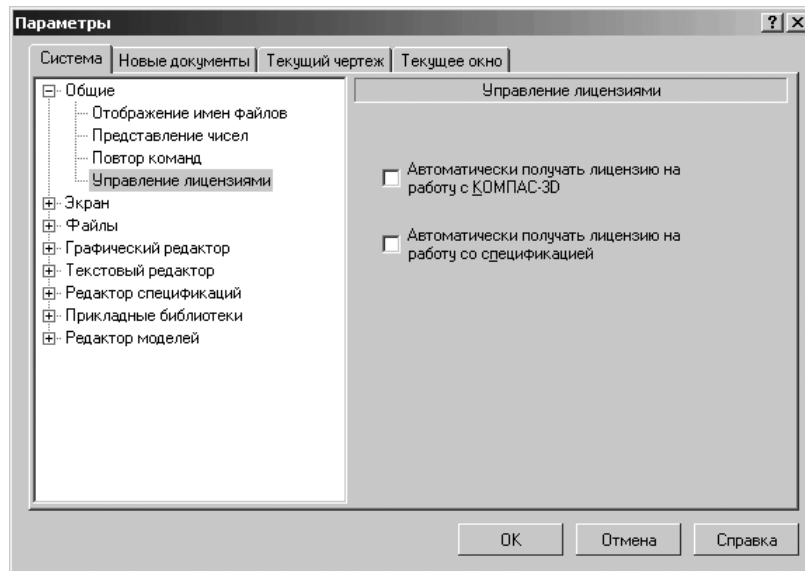 Параметры
Система
Новые документы
Текущий чертеж
Текущее окно
Общие
Отображение имен файлов
Представление чисел
Повтор команд
Управление лицензиями
Экран
Файлы
Графический редактор
Текстовый редактор
Редактор спецификаций
Прикладные библиотеки
Редактор моделей
Управление лицензиями
Автоматически получать лицензию на
работу с КОМПАС-3D
Автоматически получать лицензию на
работу со спецификацией
OK
Отмена
Справка